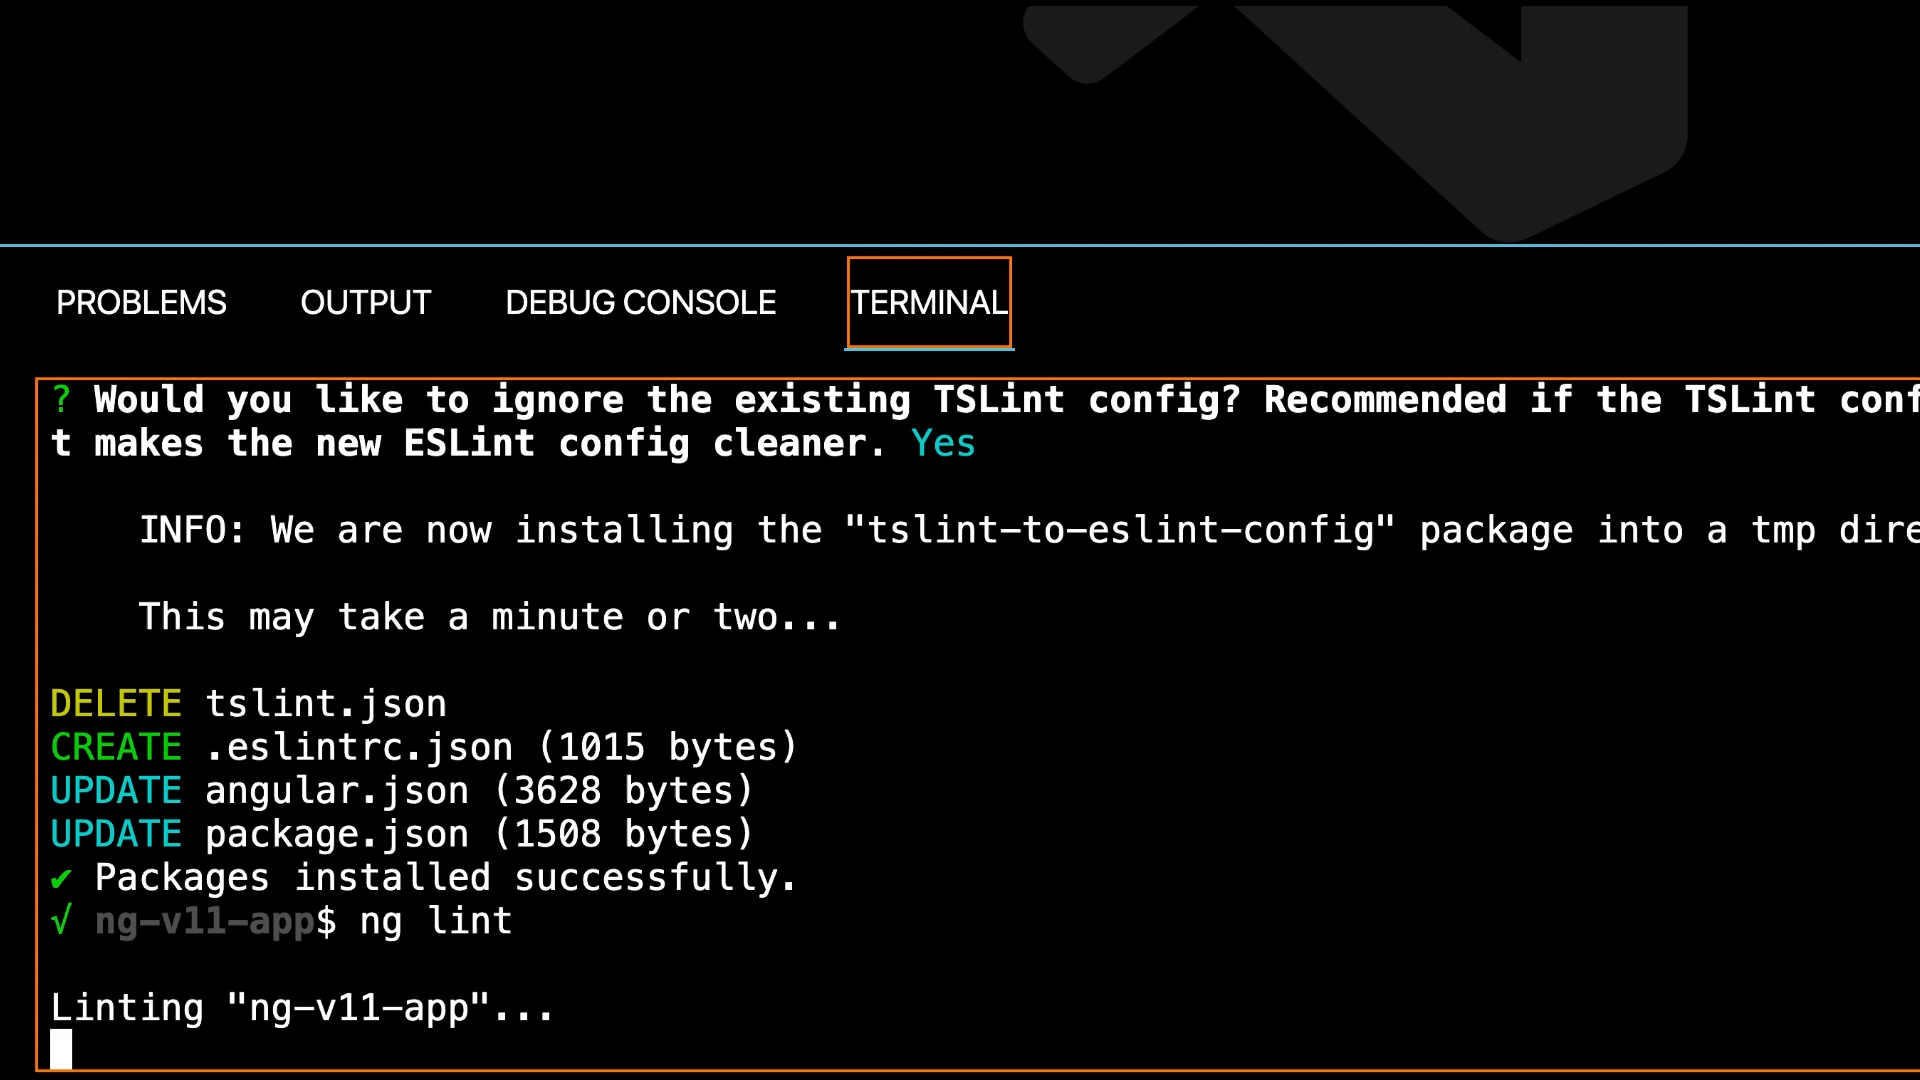 PROBLEMS OUTPUT DEBUG CONSOLE TERMINAL
? Would you like to ignore the existing TSLint config? Recommended if the TSLint conf
t makes the new ESLint config cleaner. Yes
INFO: We are now installing the "tslint-to-eslint-config" package into a tmp dire
This may take a minute or two...
DELETE tslint.json
CREATE .eslintrc.json (1015 bytes)
UPDATE angular.json (3628 bytes)
UPDATE package.json (1508 bytes)
✔ Packages installed successfully.
√ ng-v11-app$ ng lint
Linting "ng-v11-app"...